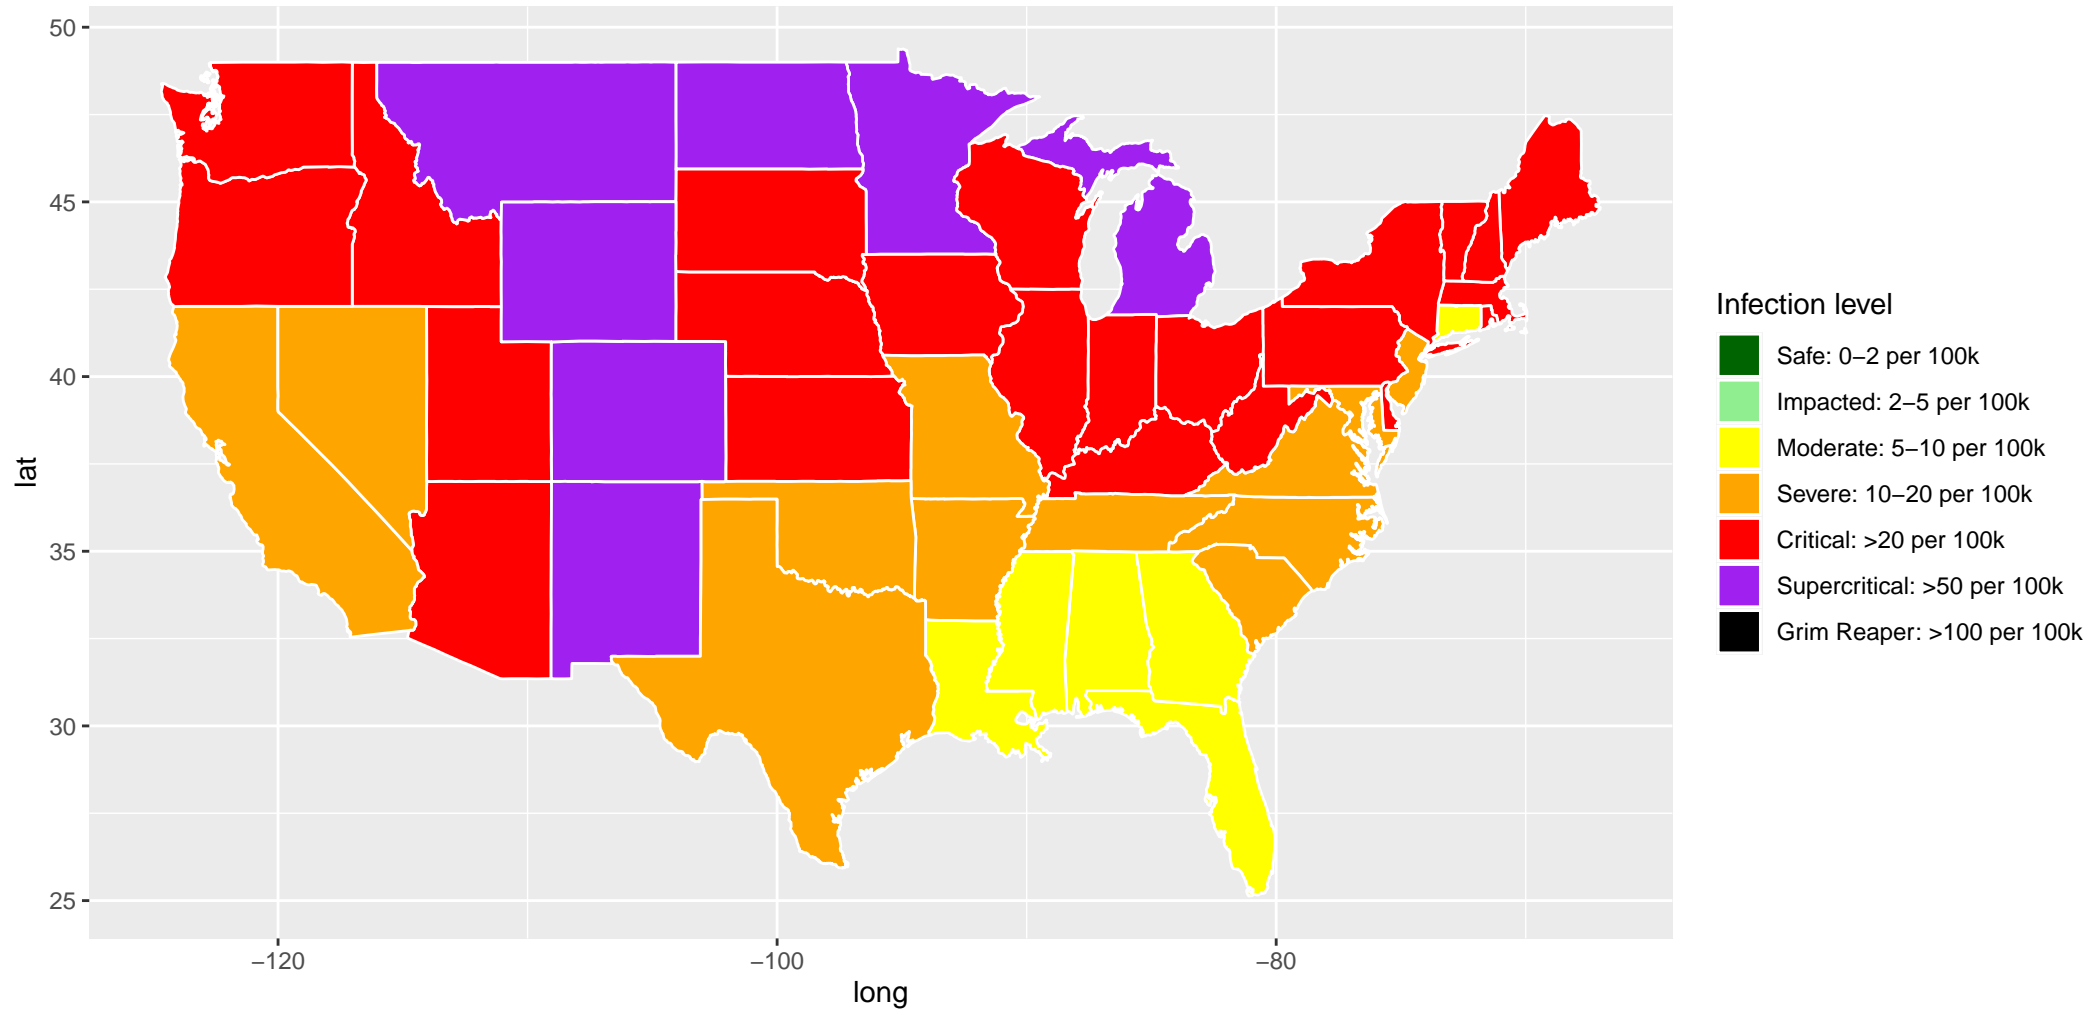 50
45
40
35
30
25
lat
−120
−100
−80
long
Infection level
Safe: 0−2 per 100k
Impacted: 2−5 per 100k
Moderate: 5−10 per 100k
Severe: 10−20 per 100k
Critical: >20 per 100k
Supercritical: >50 per 100k
Grim Reaper: >100 per 100k